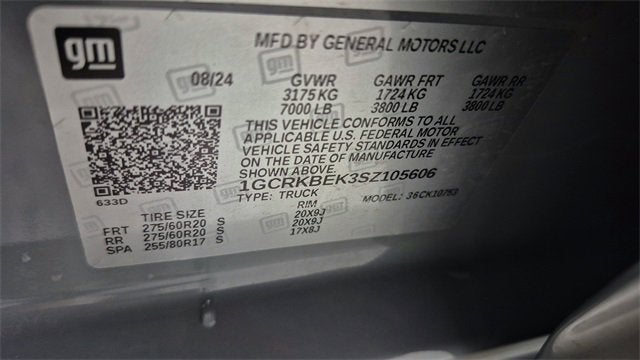 gm
MFD BY GENERAL MOTORS LLC
08/24 GVWR GAWR FRT GAWR RR
3175 KG 1724 KG 1724 KG
7000 LB 3800 LB 3800 LB
THIS VEHICLE CONFORMS TO ALL
APPLICABLE U.S. FEDERAL MOTOR
VEHICLE SAFETY STANDARDS IN EFFECT
ON THE DATE OF MANUFACTURE
SHOWN ABOVE.
1GCRKBEK3SZ105606
TYPE: TRUCK MODEL: 36CK10753
633D
TIRE SIZE RIM
FRT 275/60R20 S 20X9J
RR 275/60R20 S 20X9J
SPA 255/80R17 S 17X8J